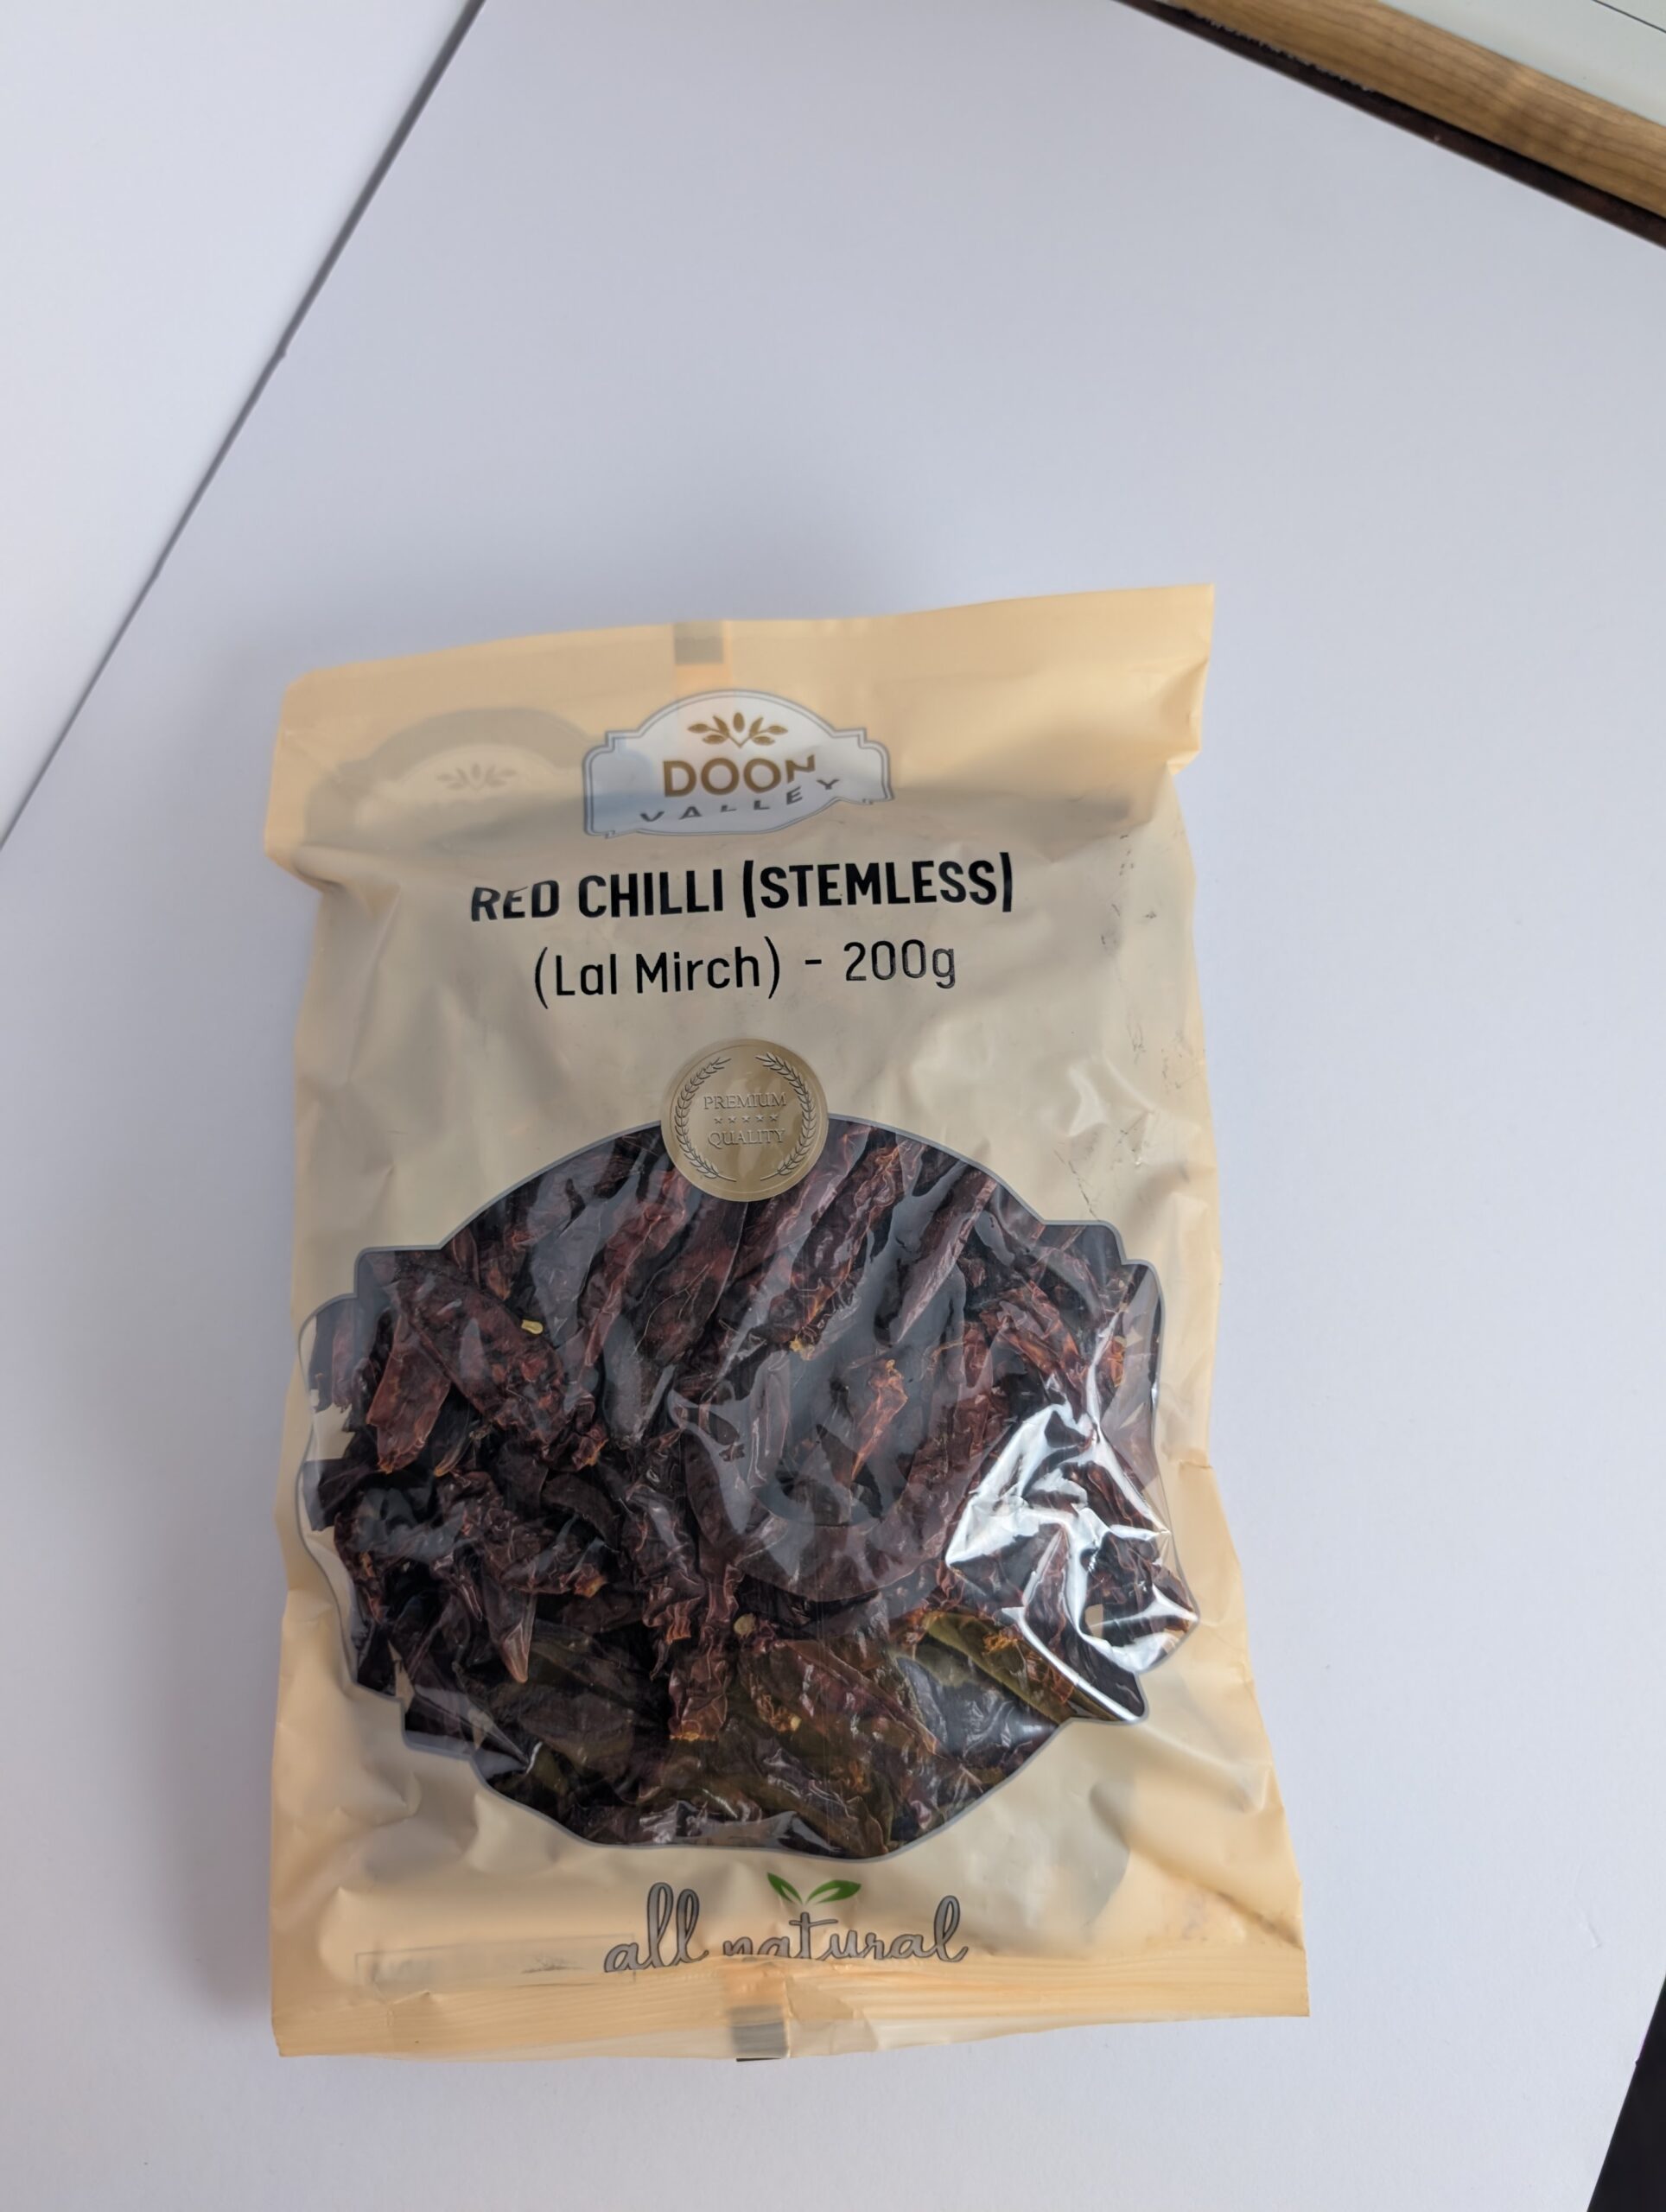 DOON
VALLEY
RED CHILLI (STEMLESS)
(Lal Mirch) - 200g
PREMIUM
QUALITY
all natural